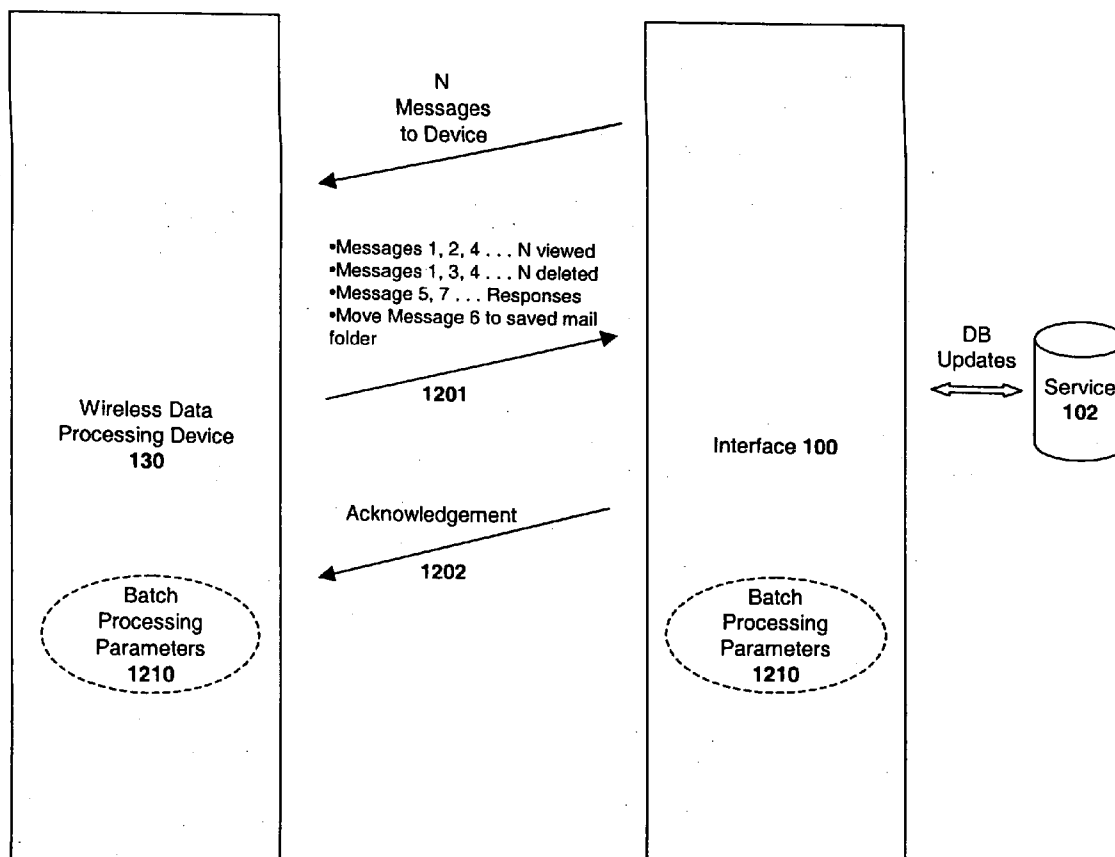 N
Messages
to Device
•Messages 1, 2, 4 . . . N viewed
•Messages 1, 3, 4 . . . N deleted
•Message 5, 7 . . . Responses
•Move Message 6 to saved mail
folder
1201
Wireless Data
Processing Device
130
Interface 100
DB
Updates
Service
102
Acknowledgement
1202
Batch
Processing
Parameters
1210
Batch
Processing
Parameters
1210